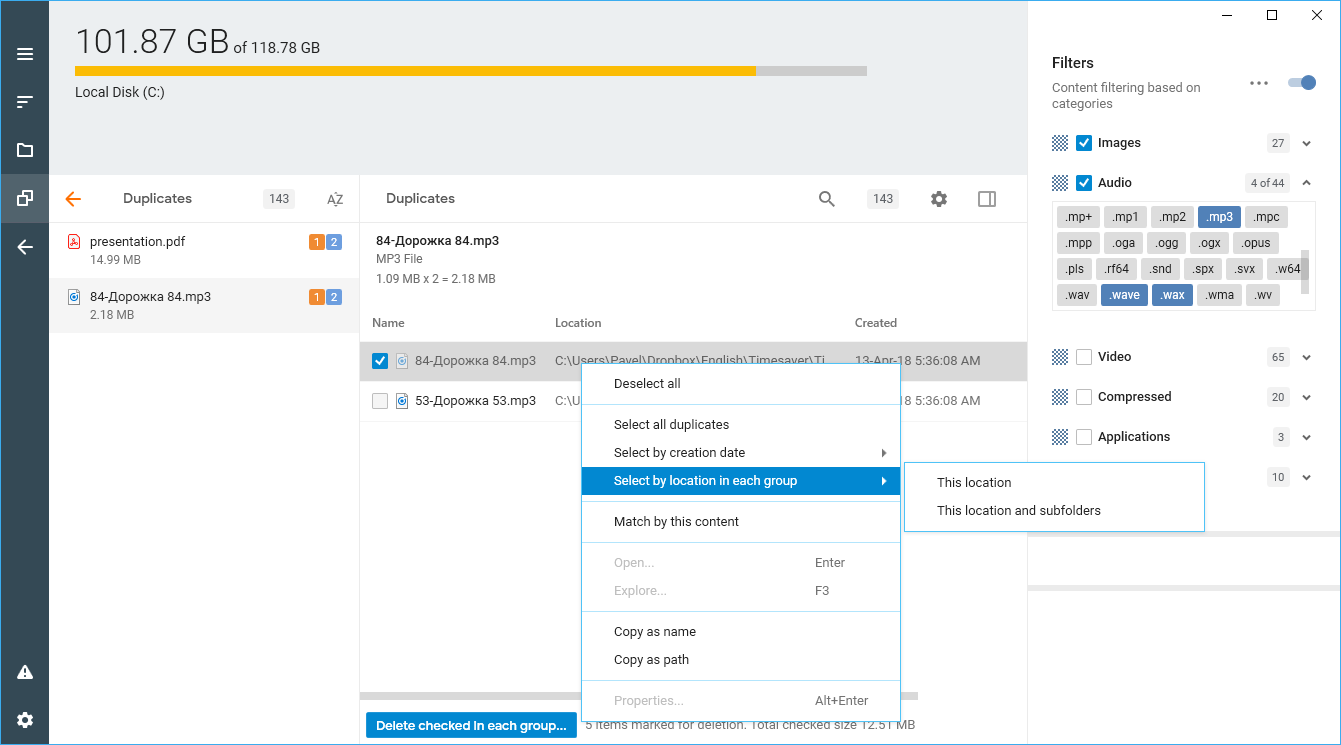 101.87 GB of 118.78 GB
Local Disk (C:)
Duplicates 143 AZ
presentation.pdf 1 2
14.99 MB
84-Дорожка 84.mp3 1 2
2.18 MB
Duplicates 143
84-Дорожка 84.mp3
MP3 File
1.09 MB x 2 = 2.18 MB
Name Location Created
84-Дорожка 84.mp3 C:\Users\Pavel\Dropbox\English\Timesaver\Ti 13-Apr-18 5:36:08 AM
53-Дорожка 53.mp3 C:\U 8 5:36:08 AM
Deselect all
Select all duplicates
Select by creation date
Select by location in each group
This location
This location and subfolders
Match by this content
Open... Enter
Explore... F3
Copy as name
Copy as path
Properties... Alt+Enter
Delete checked in each group... 5 items marked for deletion. Total checked size 12.51 MB
Filters
Content filtering based on
categories
Images 27
Audio 4 of 44
.mp+ .mp1 .mp2 .mp3 .mpc
.mpp .oga .ogg .ogx .opus
.pls .rf64 .snd .spx .svx .w64
.wav .wave .wax .wma .wv
Video 65
Compressed 20
Applications 3
10